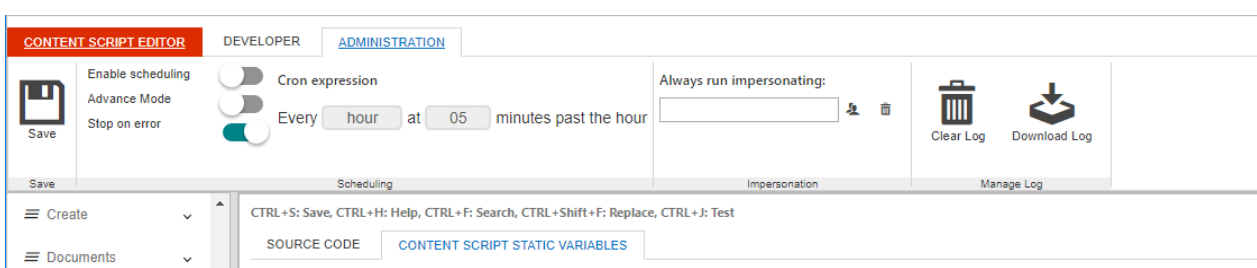 CONTENT SCRIPT EDITOR DEVELOPER ADMINISTRATION
Enable scheduling
Advance Mode
Stop on error
Cron expression
Every hour at 05 minutes past the hour
Always run impersonating:
Save
Clear Log Download Log
Save Scheduling Impersonation Manage Log
Create
Documents
CTRL+S: Save, CTRL+H: Help, CTRL+F: Search, CTRL+Shift+F: Replace, CTRL+J: Test
SOURCE CODE CONTENT SCRIPT STATIC VARIABLES